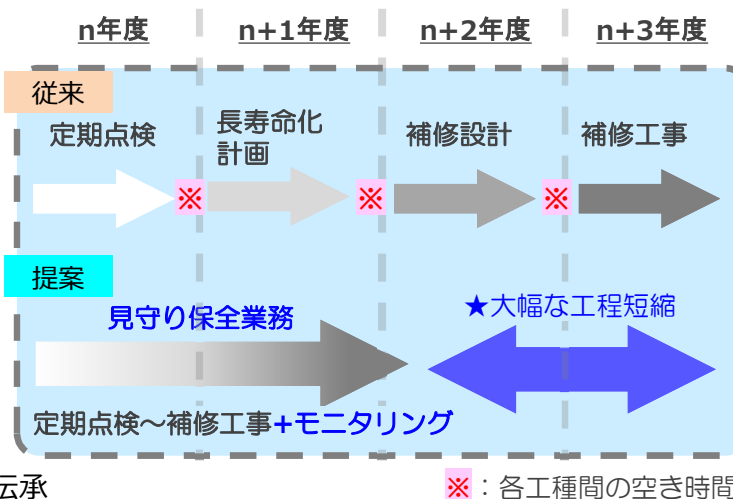 n年度 n+1年度 n+2年度 n+3年度
従来
定期点検
長寿命化
計画
補修設計
補修工事
※ ※ ※
提案
見守り保全業務
★大幅な工程短縮
定期点検～補修工事+モニタリング
伝承
※：各工種間の空き時間